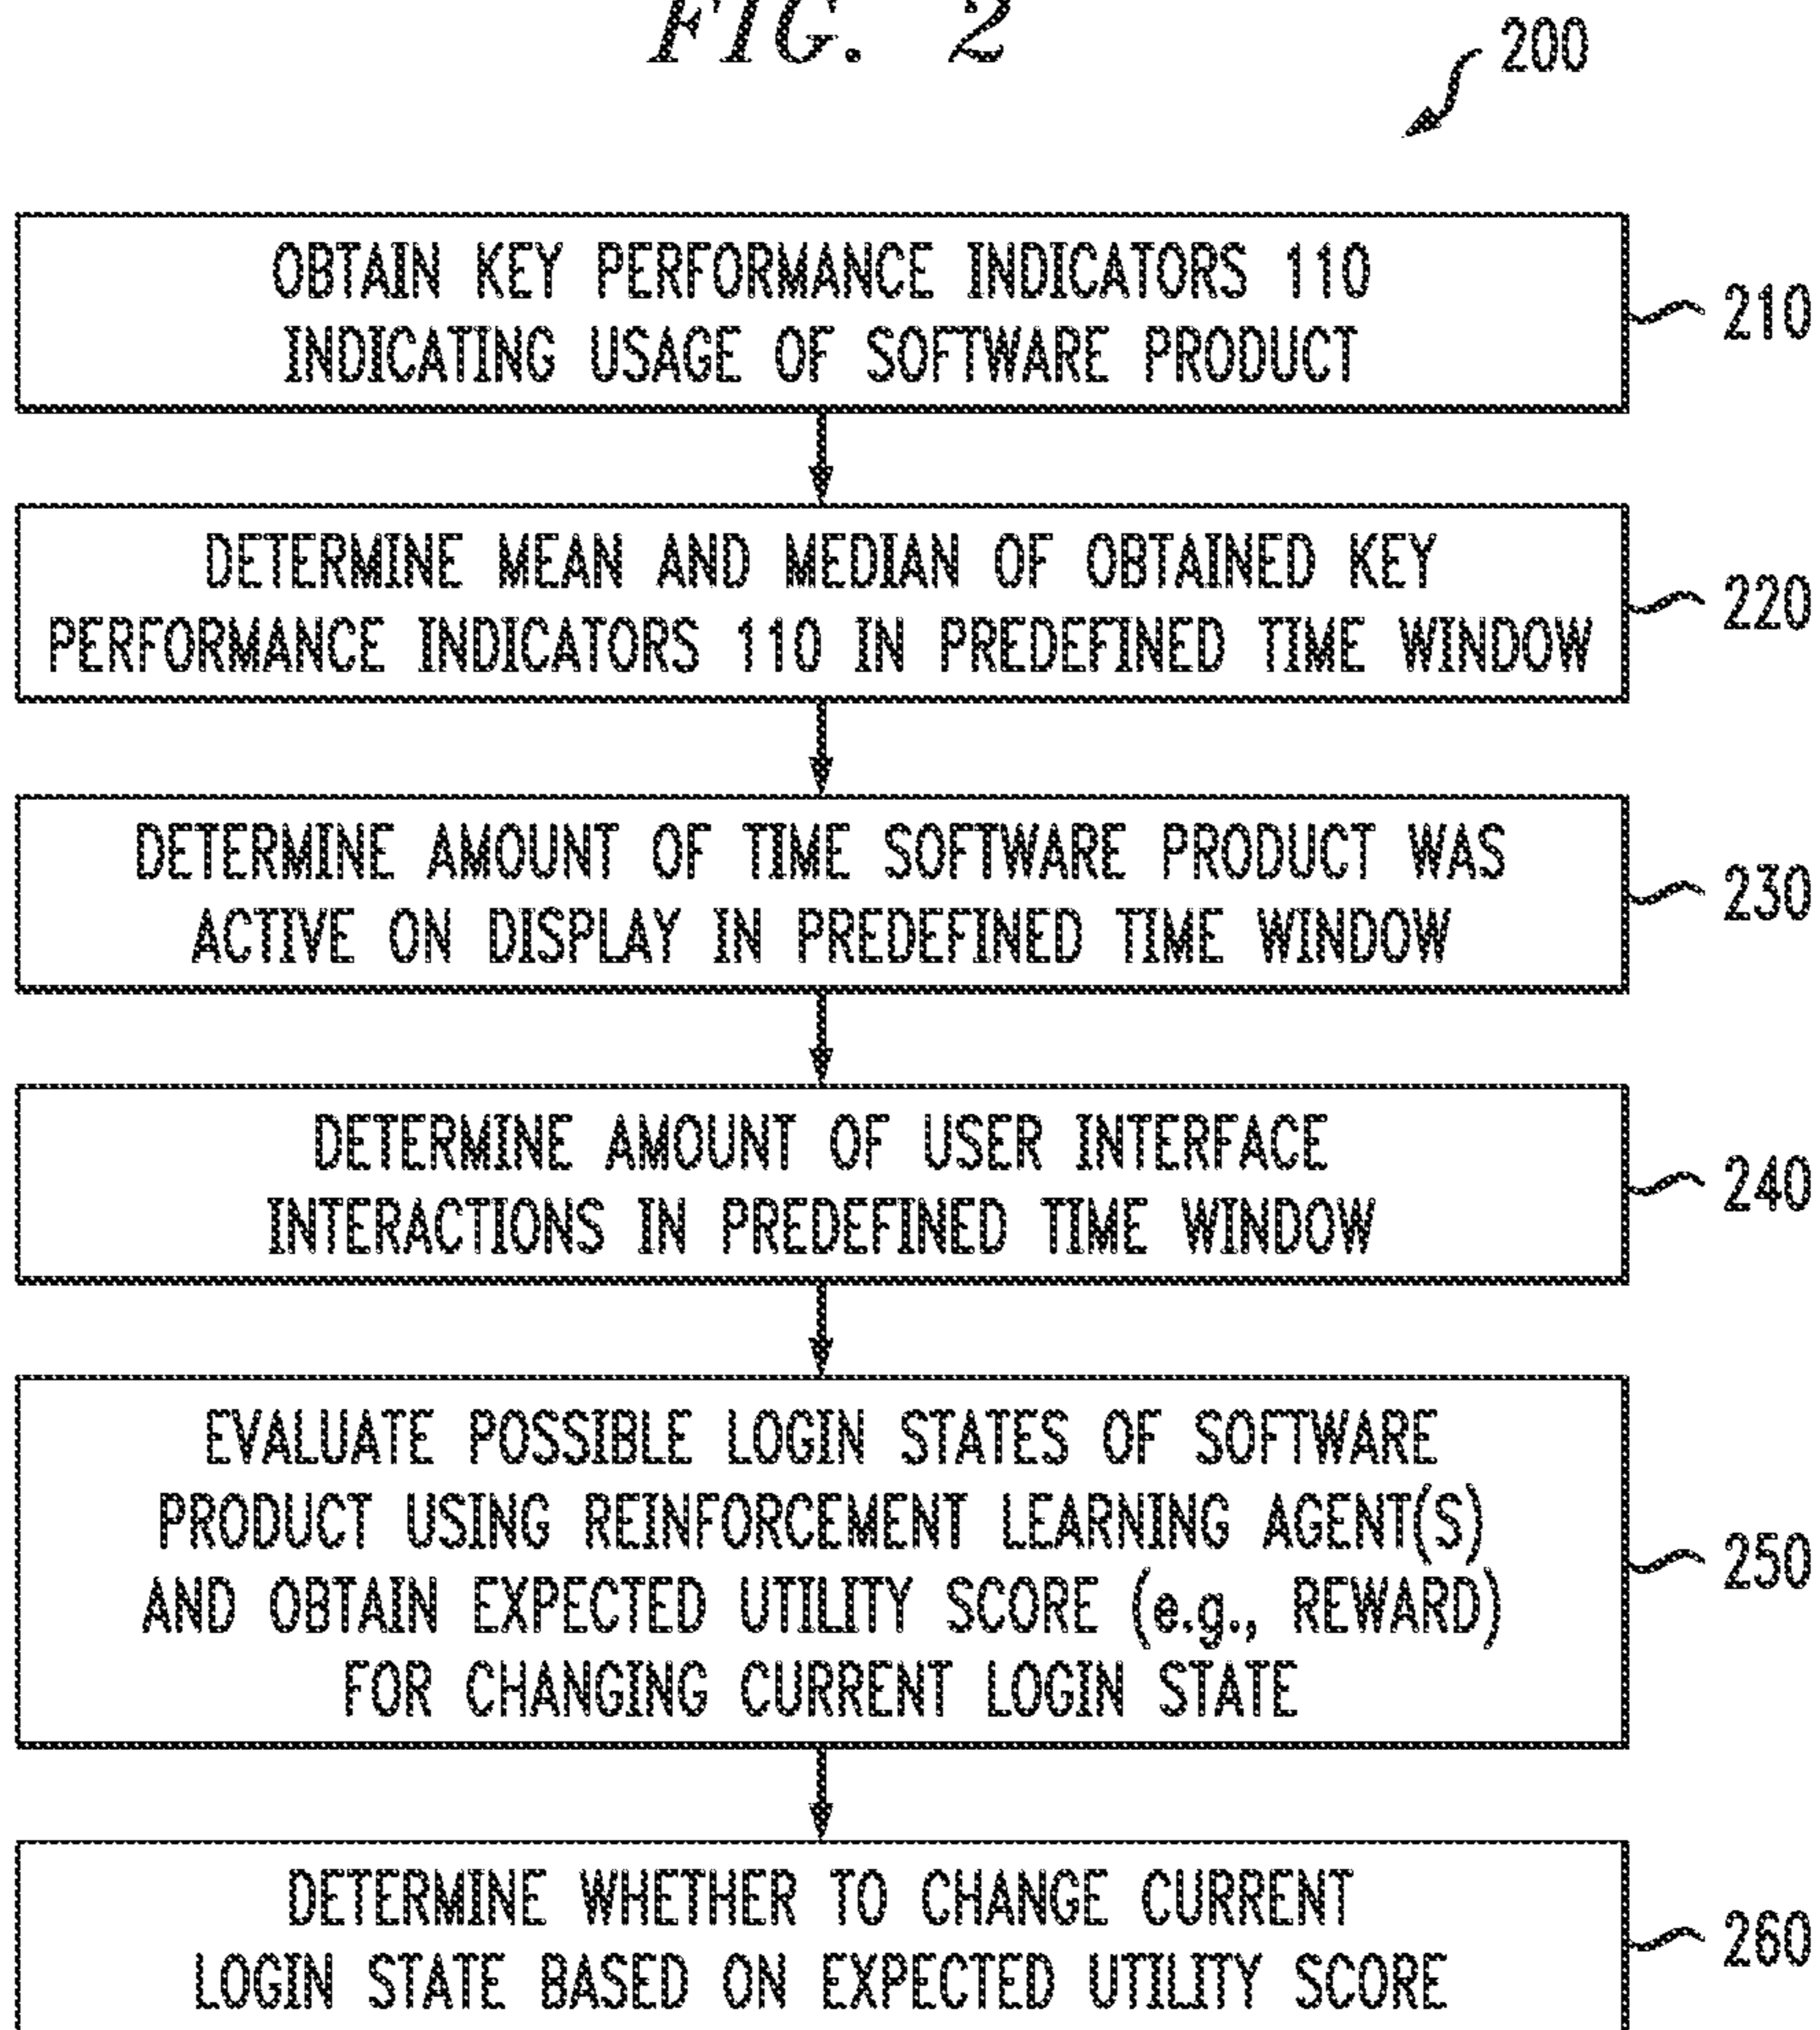 FIG. 2
200
OBTAIN KEY PERFORMANCE INDICATORS 110
INDICATING USAGE OF SOFTWARE PRODUCT
210
DETERMINE MEAN AND MEDIAN OF OBTAINED KEY
PERFORMANCE INDICATORS 110 IN PREDEFINED TIME WINDOW
220
DETERMINE AMOUNT OF TIME SOFTWARE PRODUCT WAS
ACTIVE ON DISPLAY IN PREDEFINED TIME WINDOW
230
DETERMINE AMOUNT OF USER INTERFACE
INTERACTIONS IN PREDEFINED TIME WINDOW
240
EVALUATE POSSIBLE LOGIN STATES OF SOFTWARE
PRODUCT USING REINFORCEMENT LEARNING AGENT(S)
AND OBTAIN EXPECTED UTILITY SCORE (e.g., REWARD)
FOR CHANGING CURRENT LOGIN STATE
250
DETERMINE WHETHER TO CHANGE CURRENT
LOGIN STATE BASED ON EXPECTED UTILITY SCORE
260